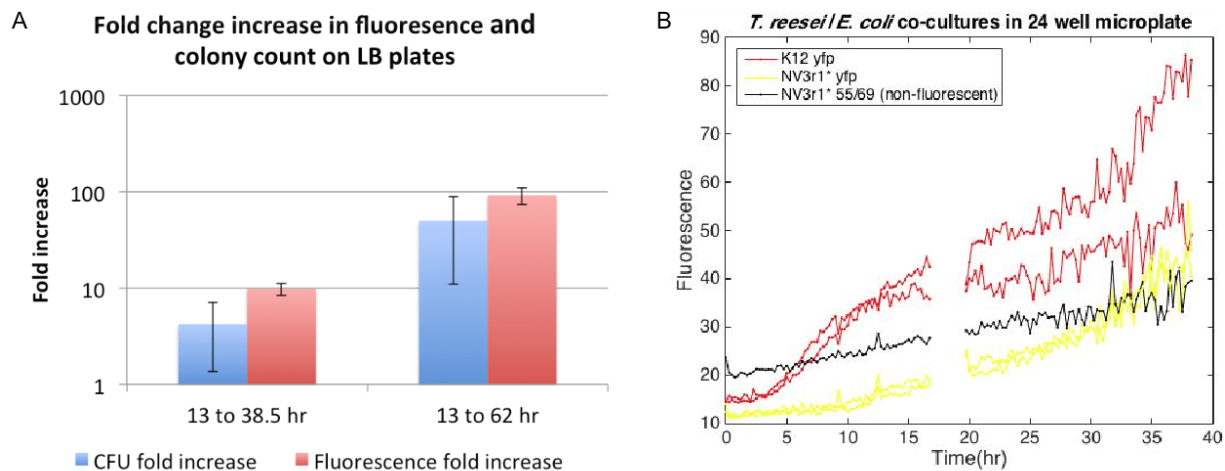 A
Fold change increase in fluoresence and
colony count on LB plates
1000
100
10
1
Fold increase
13 to 38.5 hr
13 to 62 hr
CFU fold increase
Fluorescence fold increase
B
T. reesei / E. coli co-cultures in 24 well microplate
K12 yfp
NV3r1* yfp
NV3r1* 55/69 (non-fluorescent)
90
80
70
60
50
40
30
20
10
Fluorescence
0
5
10
15
20
25
30
35
40
Time(hr)